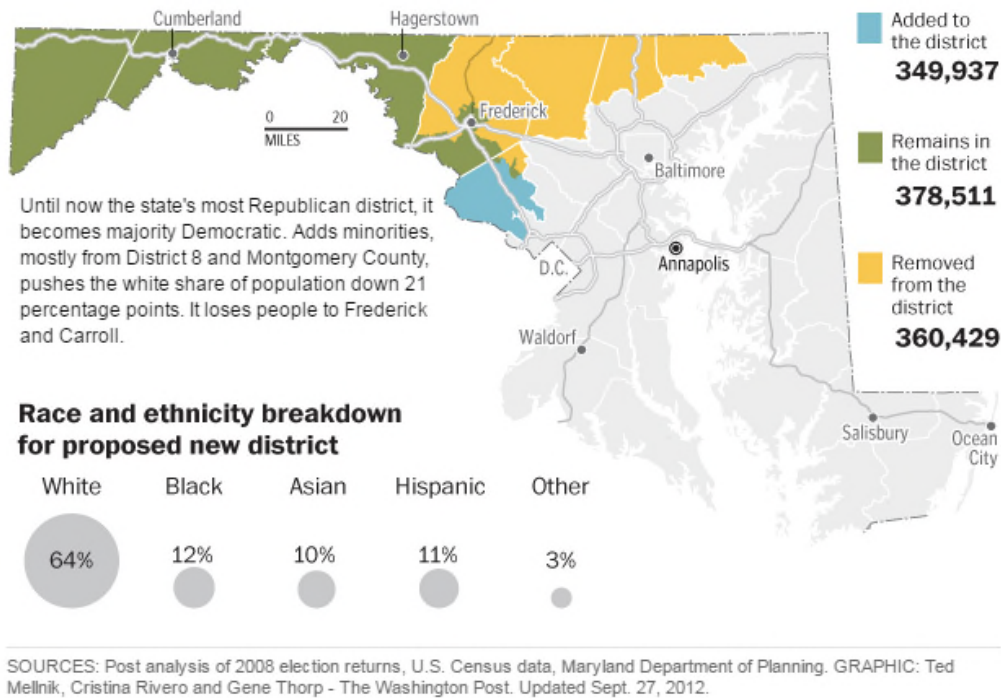 Cumberland
Hagerstown
Added to
the district
349,937
Frederick
0 20
MILES
Remains in
the district
378,511
Baltimore
Until now the state's most Republican district, it
becomes majority Democratic. Adds minorities,
mostly from District 8 and Montgomery County,
pushes the white share of population down 21
percentage points. It loses people to Frederick
and Carroll.
D.C.
Annapolis
Removed
from the
district
360,429
Waldorf
Salisbury
Ocean
City
Race and ethnicity breakdown
for proposed new district
White Black Asian Hispanic Other
64% 12% 10% 11% 3%
SOURCES: Post analysis of 2008 election returns, U.S. Census data, Maryland Department of Planning. GRAPHIC: Ted
Mellnik, Cristina Rivero and Gene Thorp - The Washington Post. Updated Sept. 27, 2012.